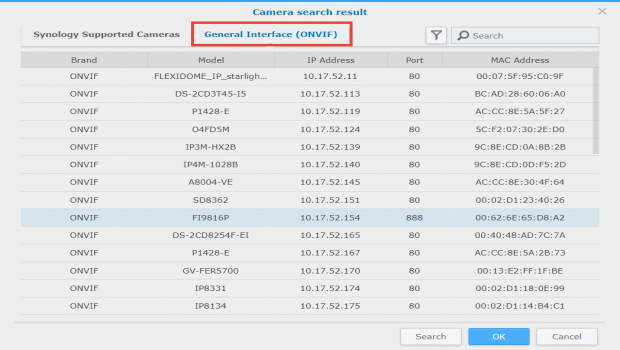 Camera search result
Synology Supported Cameras General Interface (ONVIF) Search
Brand Model IP Address Port MAC Address
ONVIF FLEXIDOME_IP_starligh... 10.17.52.11 80 00:07:5F:95:C0:9F
ONVIF DS-2CD3T45-I5 10.17.52.113 80 BC:AD:28:60:06:A0
ONVIF P1428-E 10.17.52.119 80 AC:CC:8E:5A:5F:27
ONVIF O4FD5M 10.17.52.124 80 5C:F2:07:30:2E:D0
ONVIF IP3M-HX2B 10.17.52.139 80 9C:8E:CD:0A:8B:2B
ONVIF IP4M-1028B 10.17.52.140 80 9C:8E:CD:0D:F5:2D
ONVIF A8004-VE 10.17.52.145 80 AC:CC:8E:30:4F:64
ONVIF SD8362 10.17.52.151 80 00:02:D1:23:40:26
ONVIF FI9816P 10.17.52.154 888 00:62:6E:65:D8:A2
ONVIF DS-2CD8254F-EI 10.17.52.165 80 00:40:48:AD:7C:7A
ONVIF P1428-E 10.17.52.167 80 AC:CC:8E:5A:2B:73
ONVIF GV-FER5700 10.17.52.170 80 00:13:E2:FF:1F:BE
ONVIF IP8331 10.17.52.174 80 00:02:D1:18:0E:99
ONVIF IP8134 10.17.52.175 80 00:02:D1:14:B4:C1
Search OK Cancel